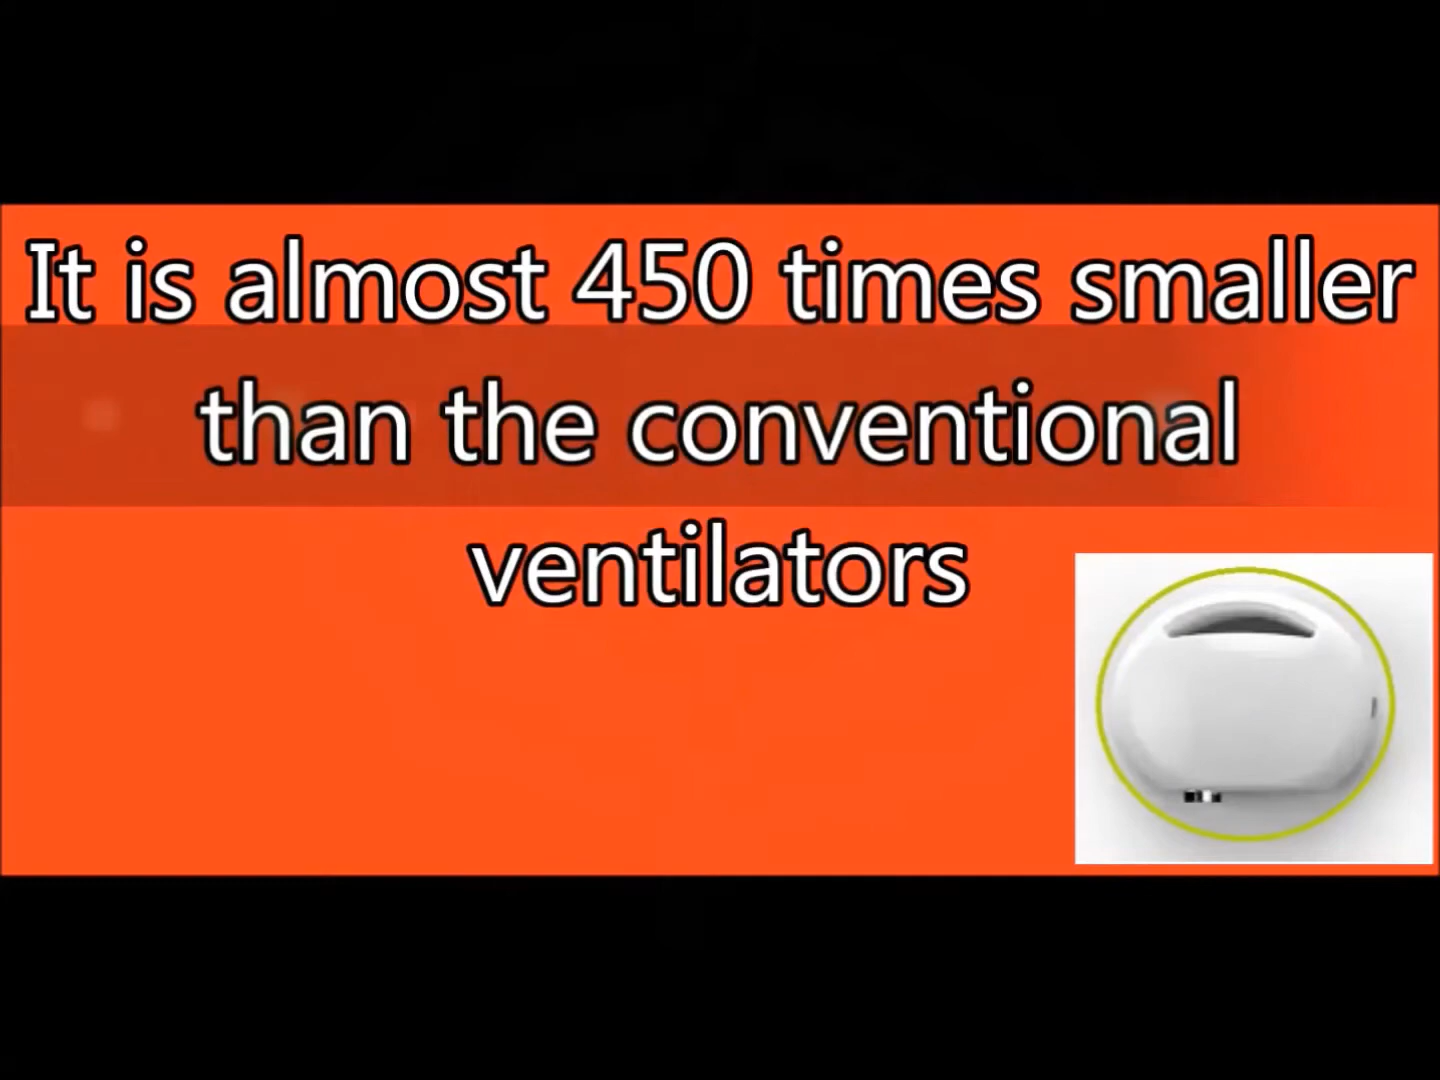 It is almost 450 times smaller
than the conventional
ventilators